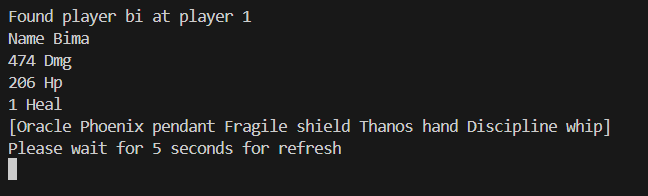 Found player bi at player 1
Name Bima
474 Dmg
206 Hp
1 Heal
[Oracle Phoenix pendant Fragile shield Thanos hand Discipline whip]
Please wait for 5 seconds for refresh